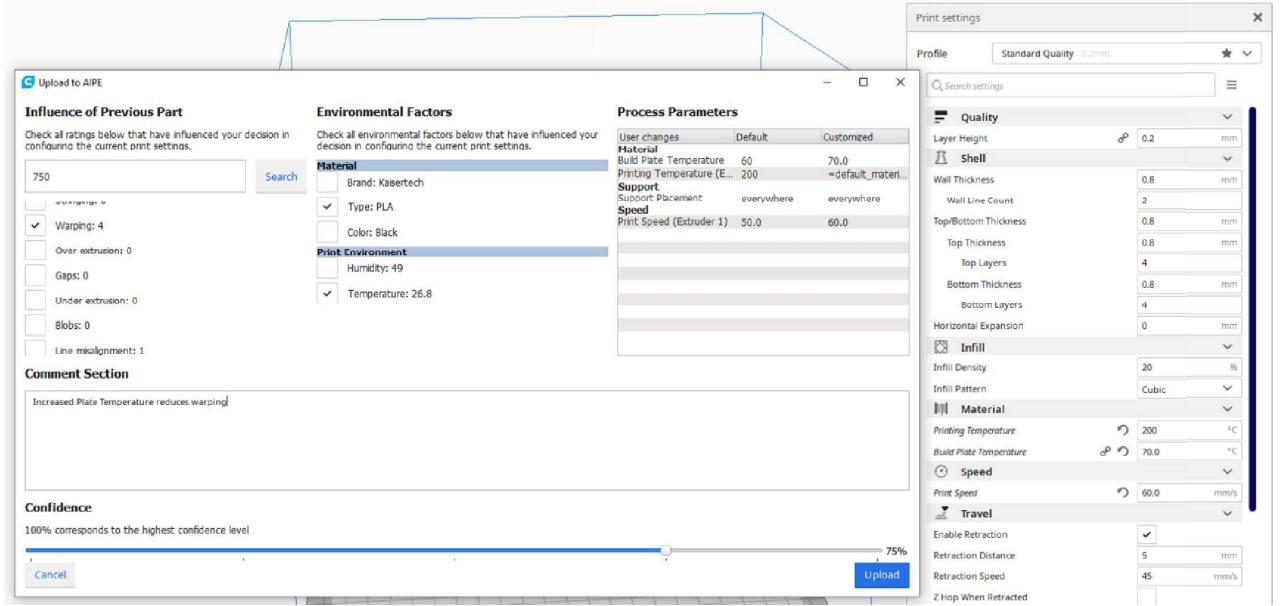 Upload to AIPE
Influence of Previous Part
Check all ratings below that have influenced your decision in
configuring the current print settings.
750
Search
Warping: 4
Over extrusion: 0
Gaps: 0
Under extrusion: 0
Blobs: 0
Line misalignment: 1
Environmental Factors
Check all environmental factors below that have influenced your
decision in configuring the current print settings.
Material
Brand: Kaisertech
Type: PLA
Color: Black
Print Environment
Humidity: 49
Temperature: 26.8
Process Parameters
User changes Default Customized
Material
Build Plate Temperature 60 70.0
Printing Temperature (E... 200 =default_materi...
Support
Support Placement everywhere everywhere
Speed
Print Speed (Extruder 1) 50.0 60.0
Comment Section
Increased Plate Temperature reduces warping
Confidence
100% corresponds to the highest confidence level
75%
Cancel
Upload
Print settings
Profile
Standard Quality 0.2mm
Search settings
Quality
Layer Height 0.2 mm
Shell
Wall Thickness 0.8 mm
Wall Line Count 2
Top/Bottom Thickness 0.8 mm
Top Thickness 0.8 mm
Top Layers 4
Bottom Thickness 0.8 mm
Bottom Layers 4
Horizontal Expansion 0 mm
Infill
Infill Density 20 %
Infill Pattern Cubic
Material
Printing Temperature 200 °C
Build Plate Temperature 70.0 °C
Speed
Print Speed 60.0 mm/s
Travel
Enable Retraction
Retraction Distance 5 mm
Retraction Speed 45 mm/s
Z Hop When Retracted